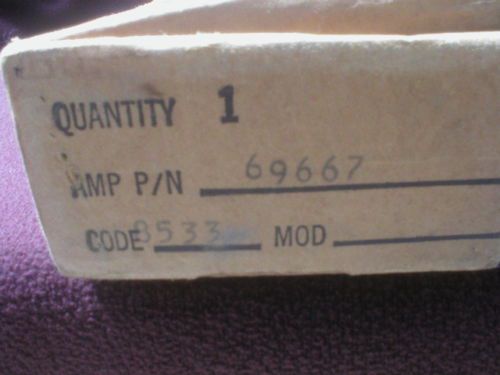 QUANTITY 1
AMP P/N 69667
CODE 8533 MOD